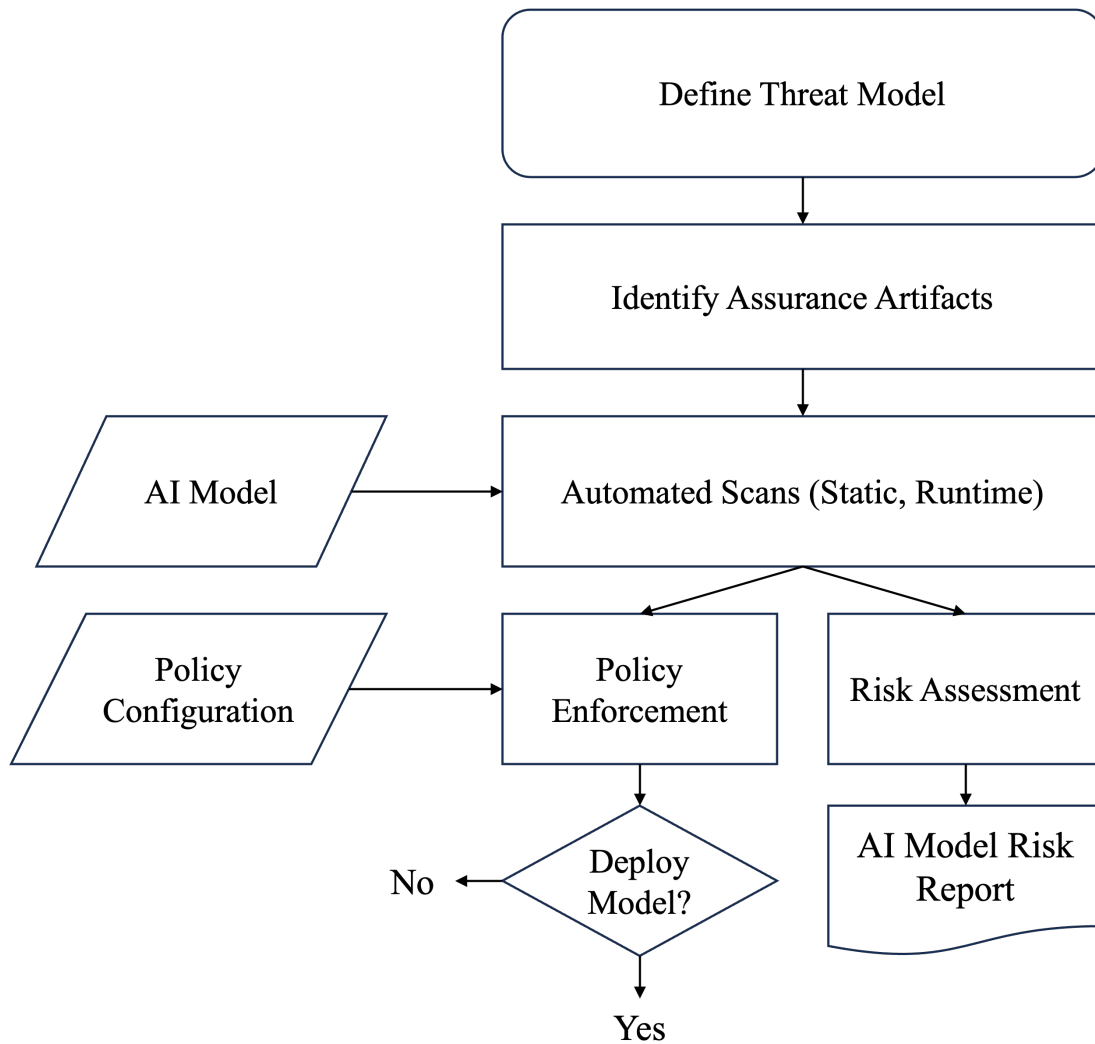 Define Threat Model
Identify Assurance Artifacts
AI Model
Automated Scans (Static, Runtime)
Policy
Configuration
Policy
Enforcement
Risk Assessment
No
Deploy
Model?
AI Model Risk
Report
Yes